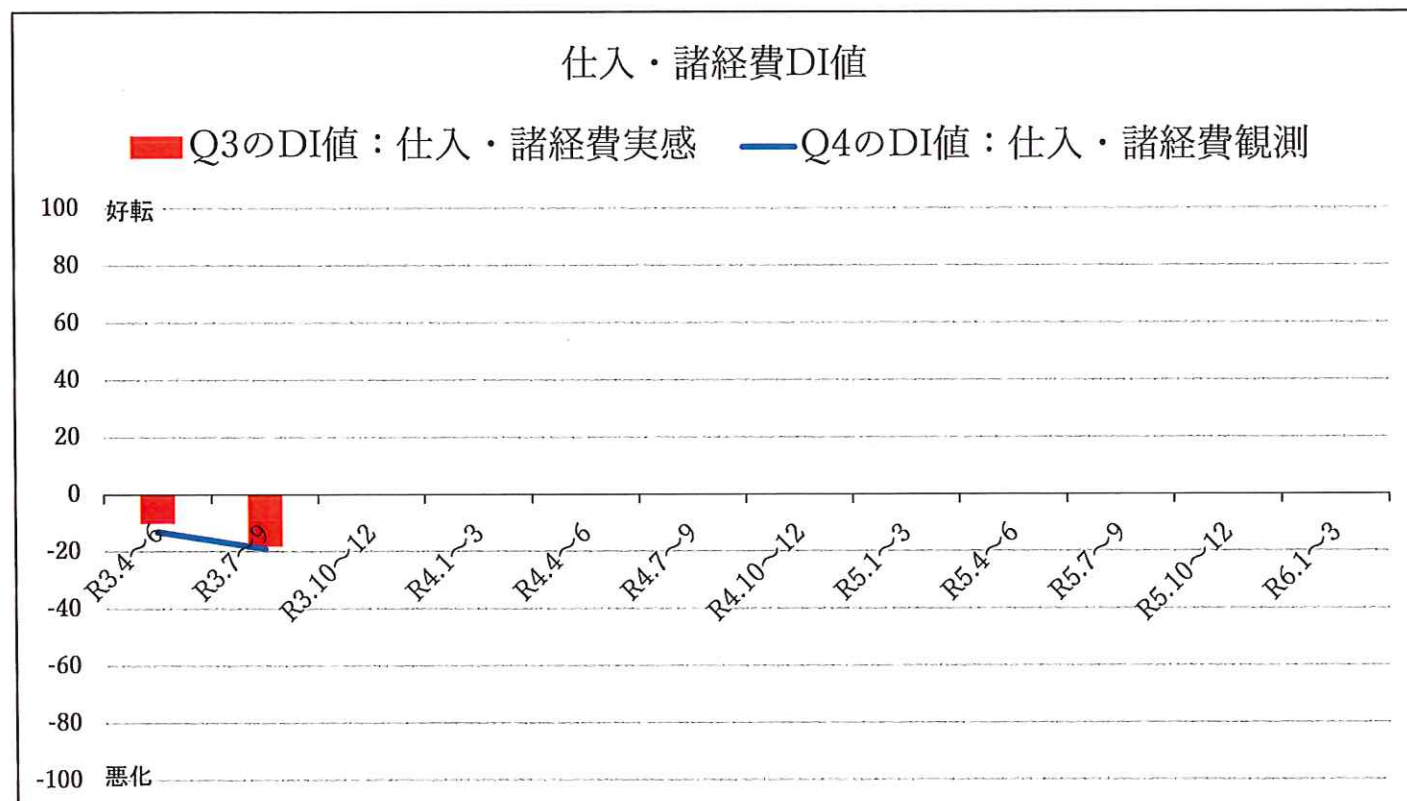 仕入・諸経費DI値
Q3のDI値：仕入・諸経費実感 Q4のDI値：仕入・諸経費観測
100 好転
80
60
40
20
0
-20
-40
-60
-80
-100 悪化
R3.4～6
R3.7～9
R3.10～12
R4.1～3
R4.4～6
R4.7～9
R4.10～12
R5.1～3
R5.4～6
R5.7～9
R5.10～12
R6.1～3